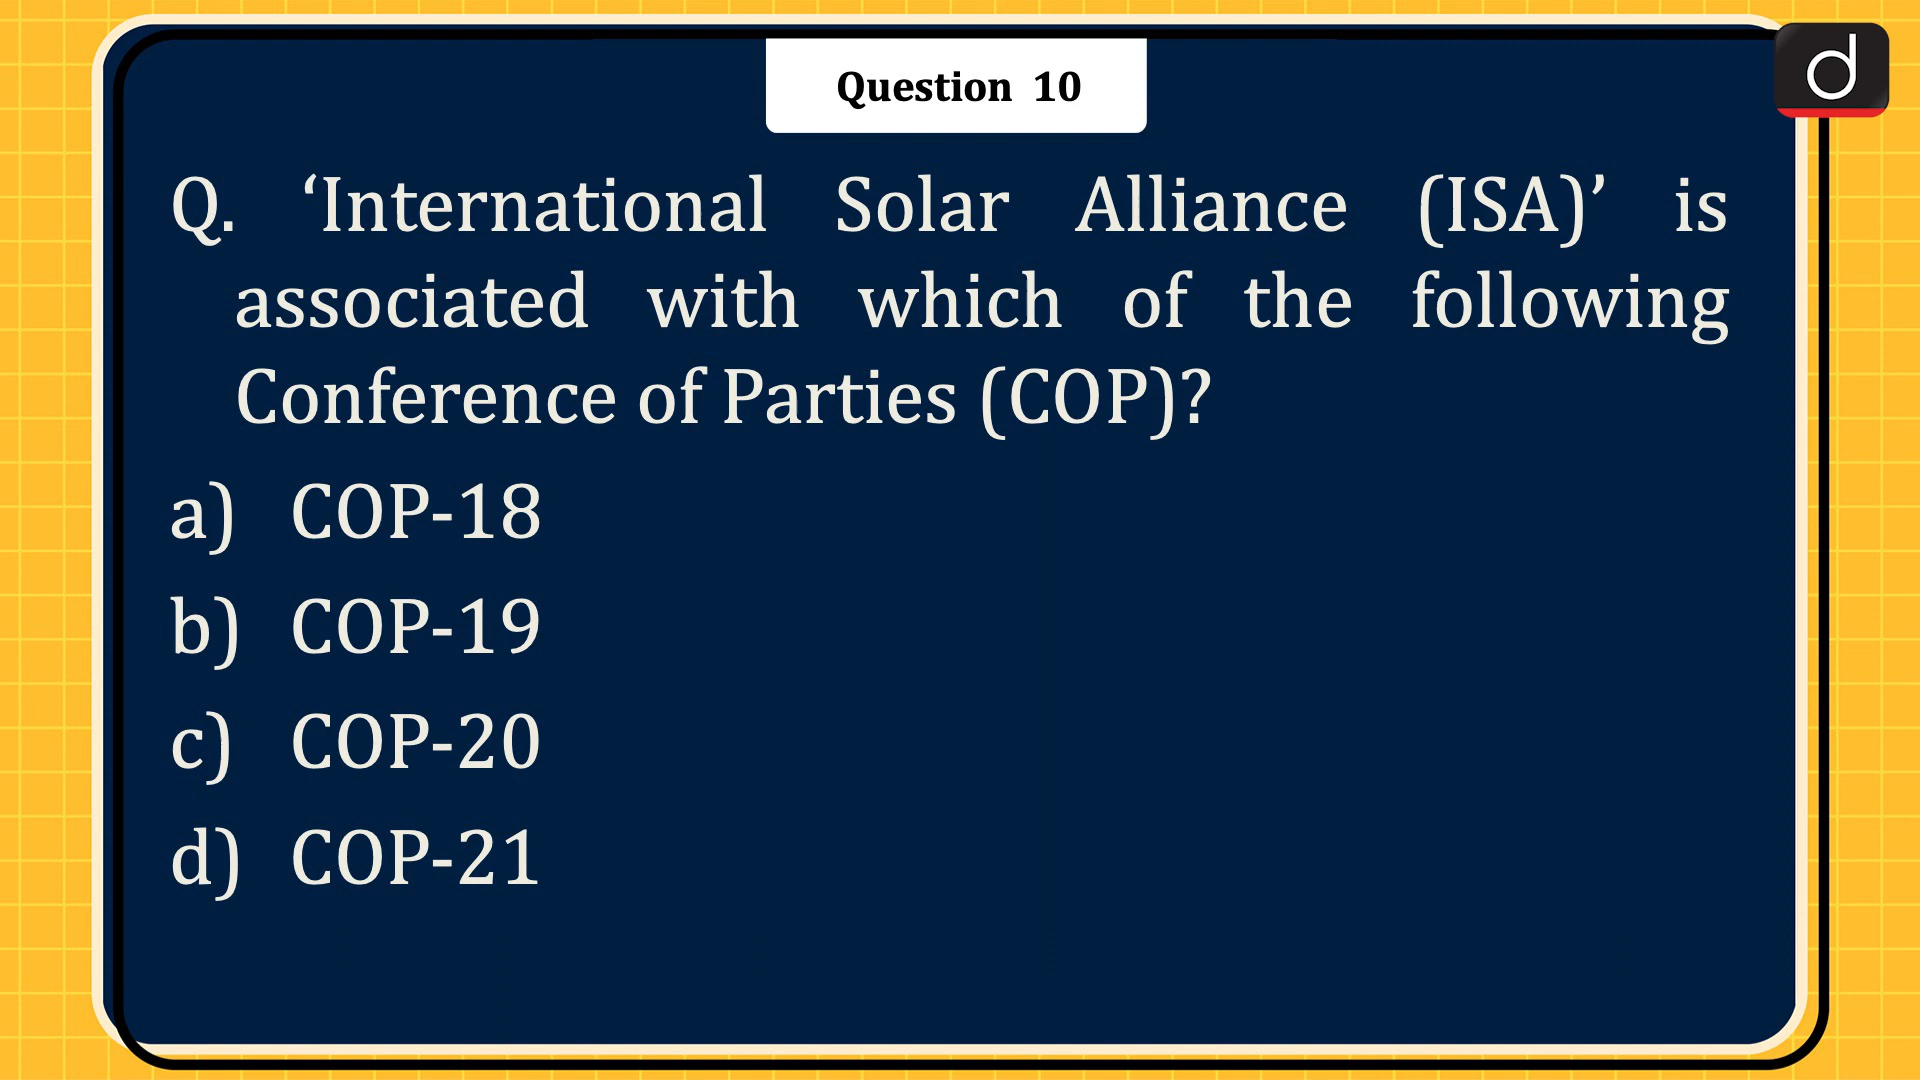 Question 10
Q. ‘International Solar Alliance (ISA)’ is
associated with which of the following
Conference of Parties (COP)?
a) COP-18
b) COP-19
c) COP-20
d) COP-21
d